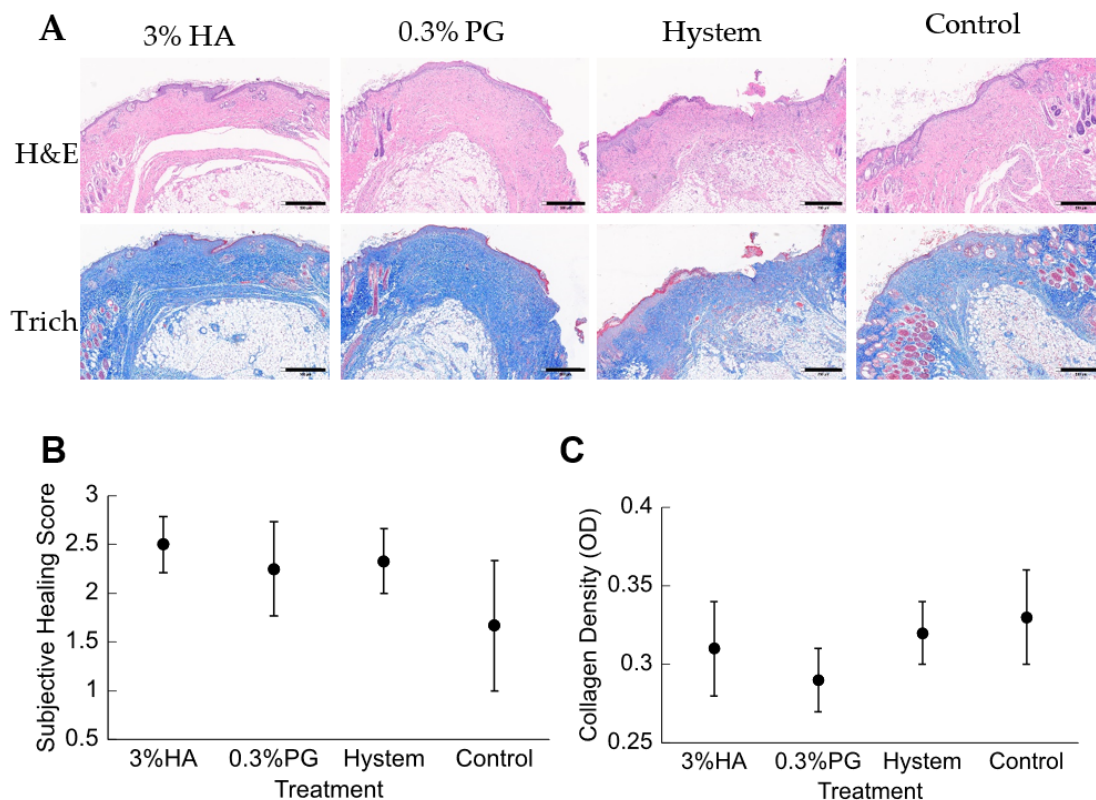 A
3% HA
0.3% PG
Hystem
Control
H&E
Trich
B
Subjective Healing Score
3
2.5
2
1.5
1
0.5
3%HA
0.3%PG
Hystem
Control
Treatment
C
Collagen Density (OD)
0.4
0.35
0.3
0.25
3%HA
0.3%PG
Hystem
Control
Treatment